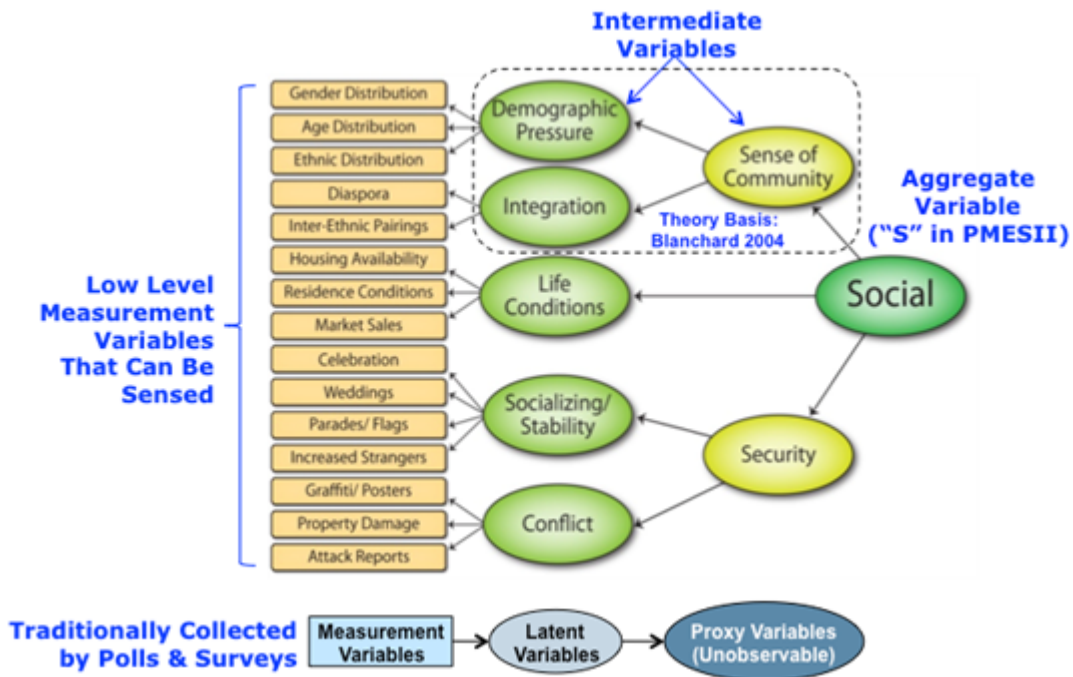 Intermediate
Variables
Gender Distribution
Age Distribution
Ethnic Distribution
Diaspora
Inter-Ethnic Pairings
Housing Availability
Residence Conditions
Market Sales
Celebration
Weddings
Parades/ Flags
Increased Strangers
Graffiti/ Posters
Property Damage
Attack Reports
Low Level
Measurement
Variables
That Can Be
Sensed
Demographic
Pressure
Integration
Life
Conditions
Socializing/
Stability
Conflict
Sense of
Community
Theory Basis:
Blanchard 2004
Security
Aggregate
Variable
(“S” in PMESII)
Social
Traditionally Collected
by Polls & Surveys
Measurement
Variables
Latent
Variables
Proxy Variables
(Unobservable)